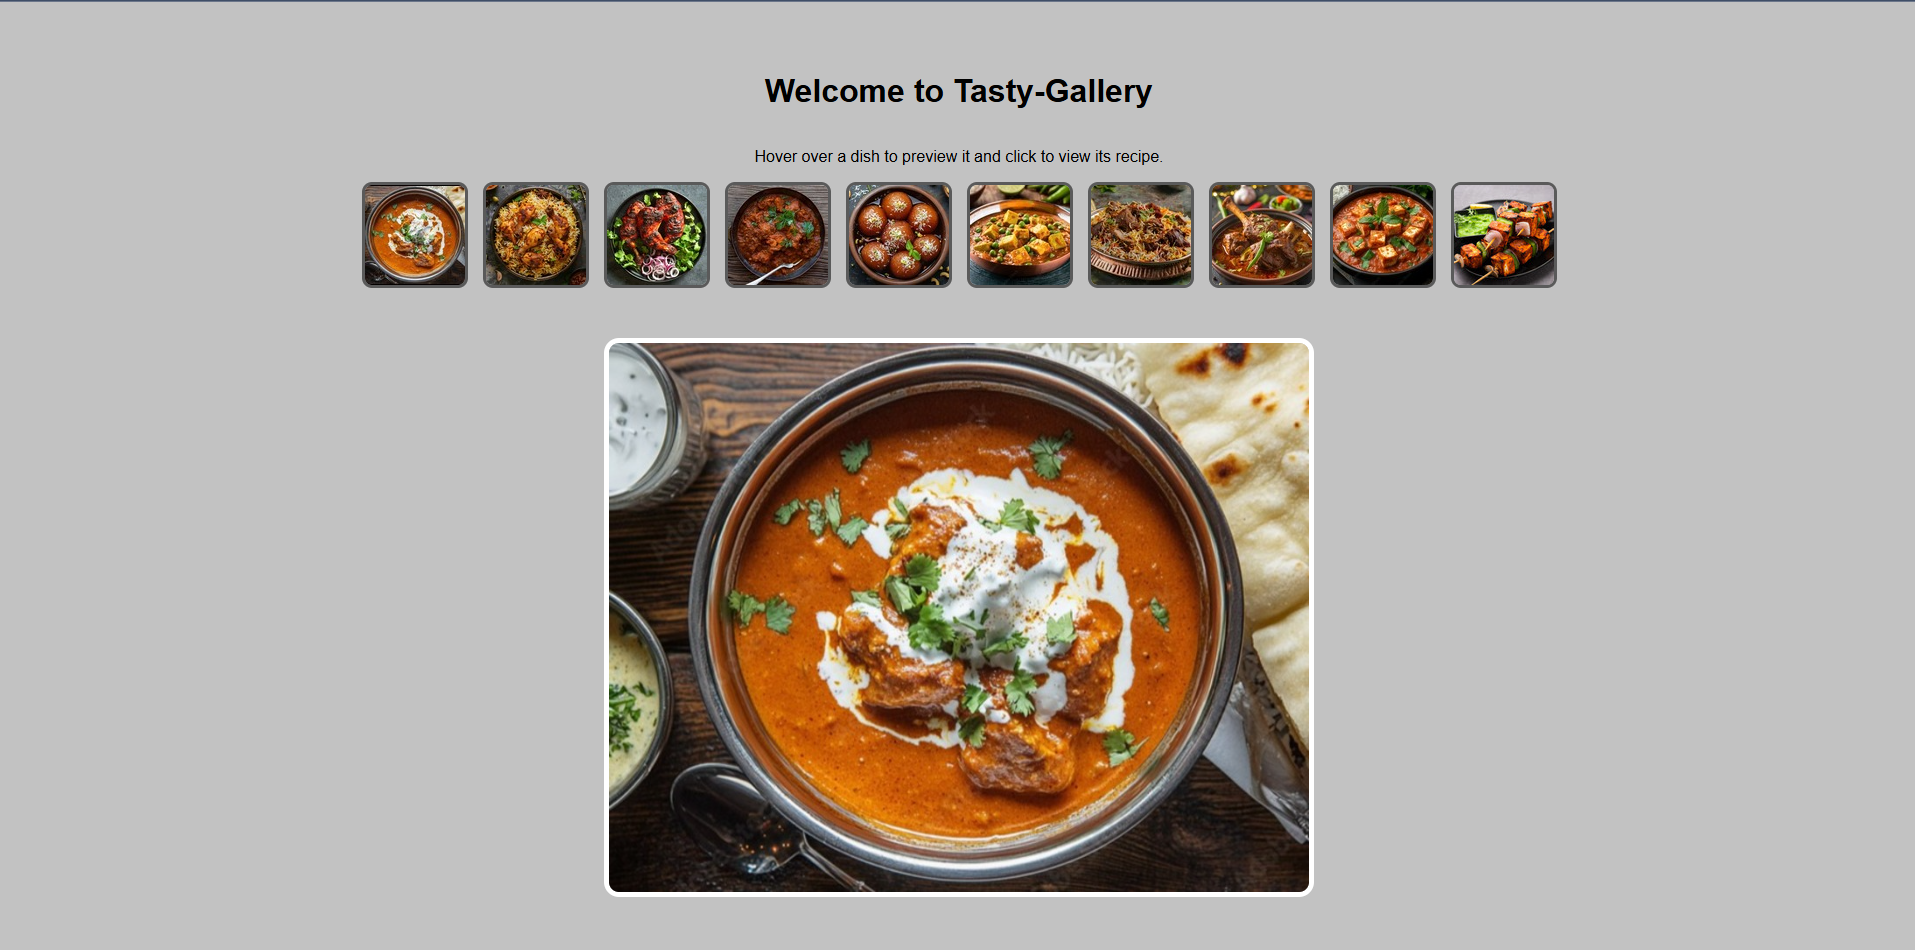 Welcome to Tasty-Gallery
Hover over a dish to preview it and click to view its recipe.